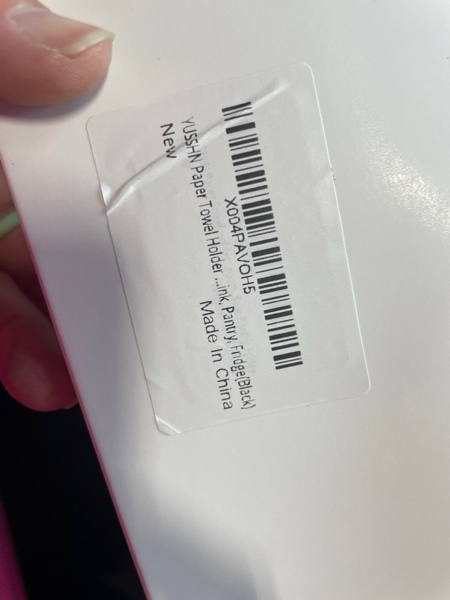 X004PAVOH5
YUSSHN Paper Towel Holder ...ink, Pantry, Fridge(Black)
New
Made In China